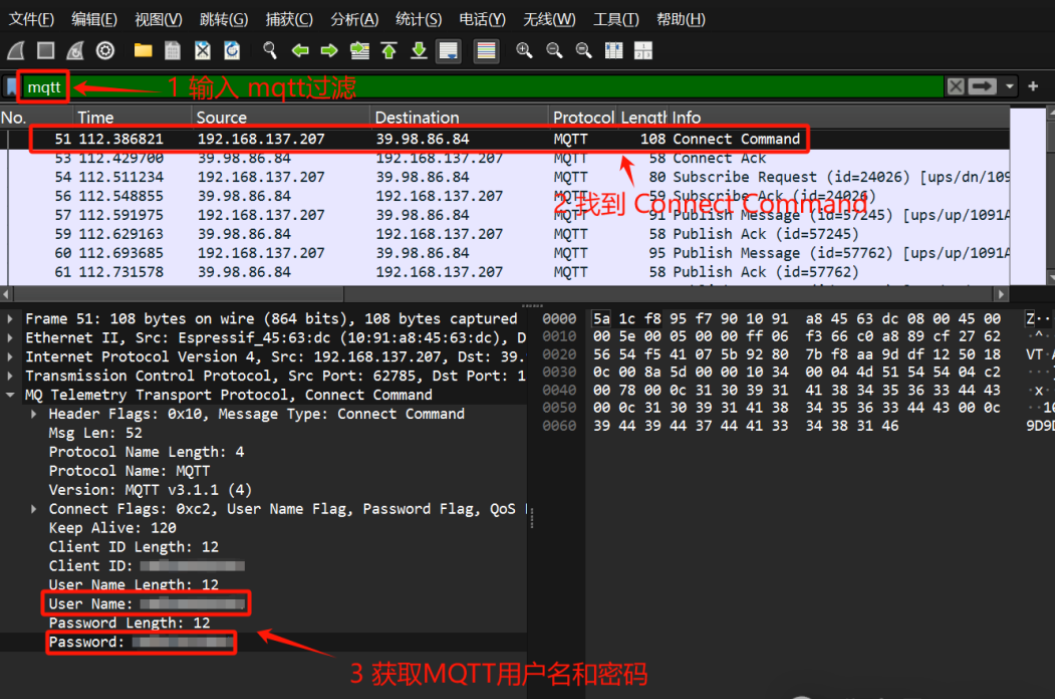 文件(F) 编辑(E) 视图(V) 跳转(G) 捕获(C) 分析(A) 统计(S) 电话(Y) 无线(W) 工具(T) 帮助(H)
mqtt
1 输入 mqtt过滤
No. Time Source Destination Protocol Length Info
51 112.386821 192.168.137.207 39.98.86.84 MQTT 108 Connect Command
53 112.429700 39.98.86.84 192.168.137.207 MQTT 58 Connect Ack
54 112.511234 192.168.137.207 39.98.86.84 MQTT 80 Subscribe Request (id=24026) [ups/dn/109
56 112.548855 39.98.86.84 192.168.137.207 MQTT 59 Subscribe Ack (id=24026)
2 找到 Connect Command
57 112.591975 192.168.137.207 39.98.86.84 MQTT 91 Publish Message (id=57245) [ups/up/1091A
59 112.629163 39.98.86.84 192.168.137.207 MQTT 58 Publish Ack (id=57245)
60 112.693685 192.168.137.207 39.98.86.84 MQTT 95 Publish Message (id=57762) [ups/up/1091A
61 112.731578 39.98.86.84 192.168.137.207 MQTT 58 Publish Ack (id=57762)
Frame 51: 108 bytes on wire (864 bits), 108 bytes captured
Ethernet II, Src: Espressif_45:63:dc (10:91:a8:45:63:dc), D
Internet Protocol Version 4, Src: 192.168.137.207, Dst: 39.
Transmission Control Protocol, Src Port: 62785, Dst Port: 1
MQ Telemetry Transport Protocol, Connect Command
Header Flags: 0x10, Message Type: Connect Command
Msg Len: 52
Protocol Name Length: 4
Protocol Name: MQTT
Version: MQTT v3.1.1 (4)
Connect Flags: 0xc2, User Name Flag, Password Flag, QoS
Keep Alive: 120
Client ID Length: 12
Client ID:
User Name Length: 12
User Name:
Password Length: 12
Password:
3 获取MQTT用户名和密码
0000 5a 1c f8 95 f7 90 10 91 a8 45 63 dc 08 00 45 00 Z··
0010 00 5e 00 05 00 00 ff 06 f3 66 c0 a8 89 cf 27 62 ·^·
0020 56 54 f5 41 07 5b 92 80 7b f8 aa 9d df 12 50 18 VT·A
0030 0c 00 8a 5d 00 00 10 34 00 04 4d 51 54 54 04 c2
0040 00 78 00 0c 31 30 39 31 41 38 34 35 36 33 44 43 ·x·
0050 00 0c 31 30 39 31 41 38 34 35 36 33 44 43 00 0c ··10
0060 39 44 39 44 37 44 41 33 34 38 31 46 9D9D